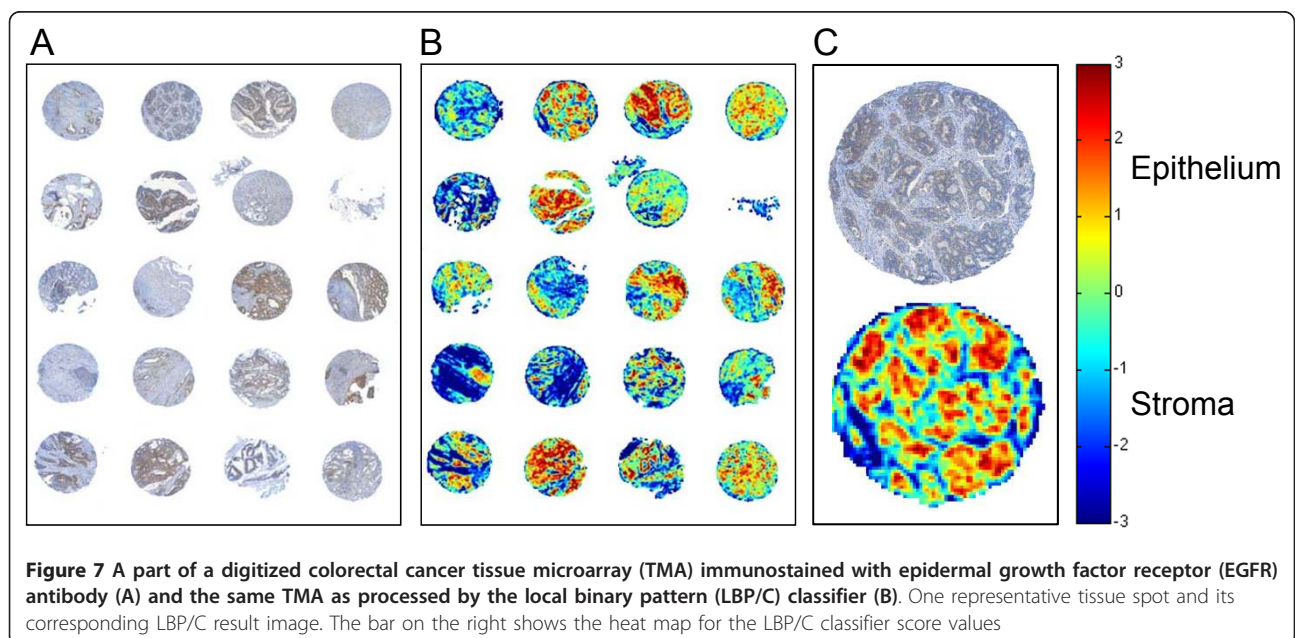 A
B
C
3
2
Epithelium
1
0
-1
Stroma
-2
-3
Figure 7 A part of a digitized colorectal cancer tissue microarray (TMA) immunostained with epidermal growth factor receptor (EGFR)
antibody (A) and the same TMA as processed by the local binary pattern (LBP/C) classifier (B). One representative tissue spot and its
corresponding LBP/C result image. The bar on the right shows the heat map for the LBP/C classifier score values